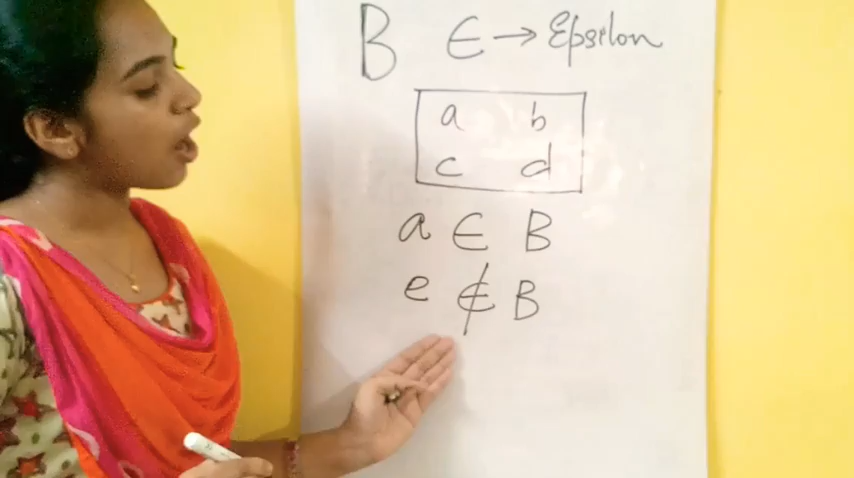 B ∈ → Epsilon
a b
c d
a ∈ B
e ∉ B